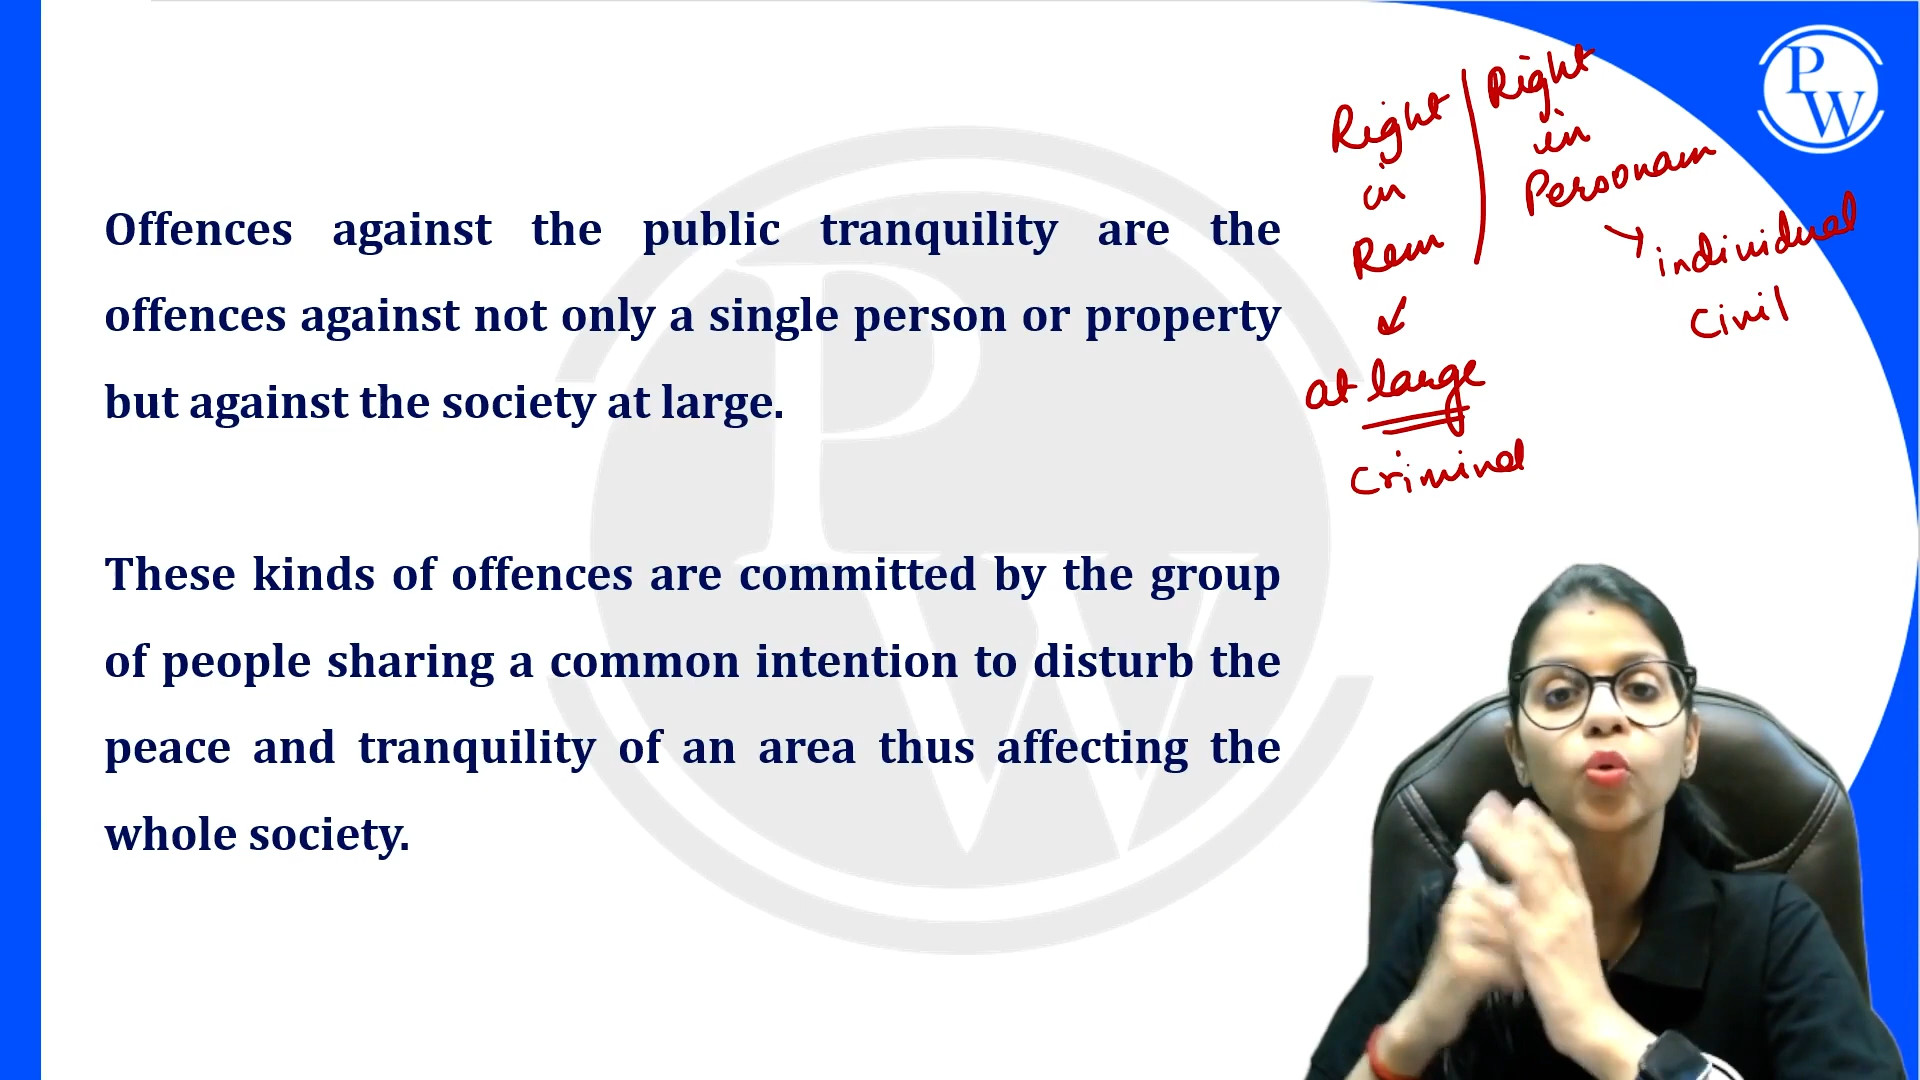 Offences against the public tranquility are the
offences against not only a single person or property
but against the society at large.
These kinds of offences are committed by the group
of people sharing a common intention to disturb the
peace and tranquility of an area thus affecting the
whole society.
Right
in
Rem
at large
Criminal
Right
in
Personam
individual
Civil
PW
PW